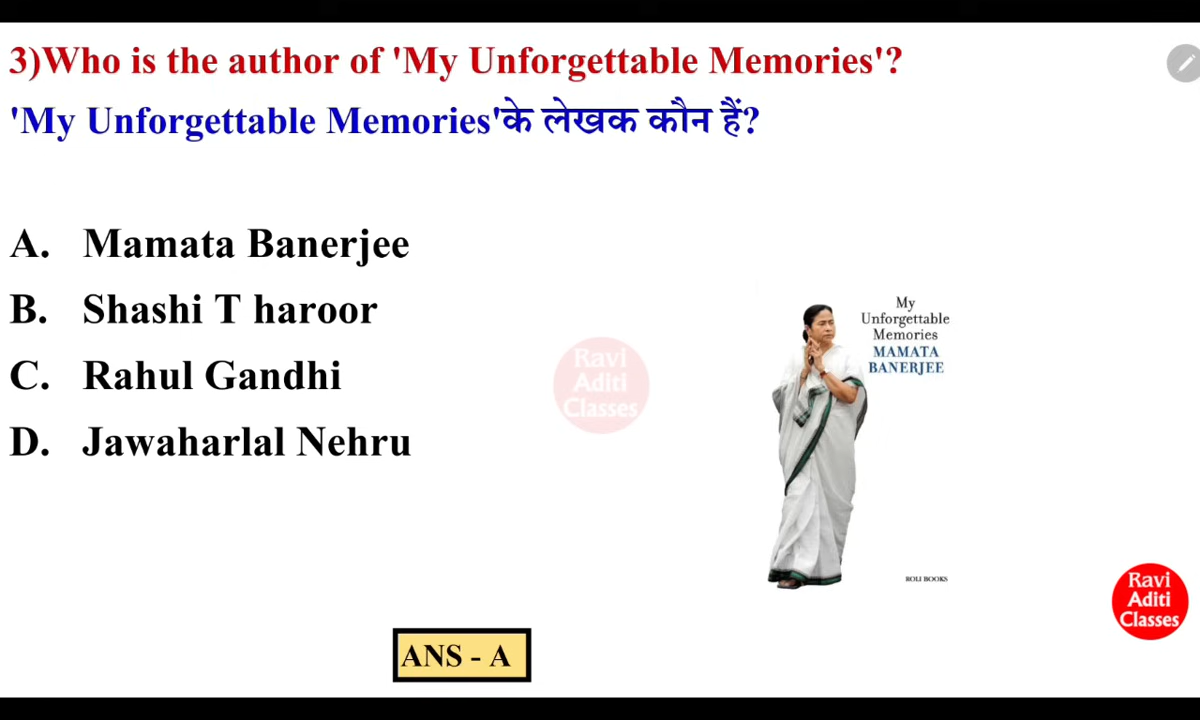 3)Who is the author of 'My Unforgettable Memories'?
'My Unforgettable Memories'के लेखक कौन हैं?
A. Mamata Banerjee
B. Shashi T haroor
C. Rahul Gandhi
D. Jawaharlal Nehru
My
Unforgettable
Memories
MAMATA
BANERJEE
ROLI BOOKS
Ravi
Aditi
Classes
Ravi
Aditi
Classes
ANS - A